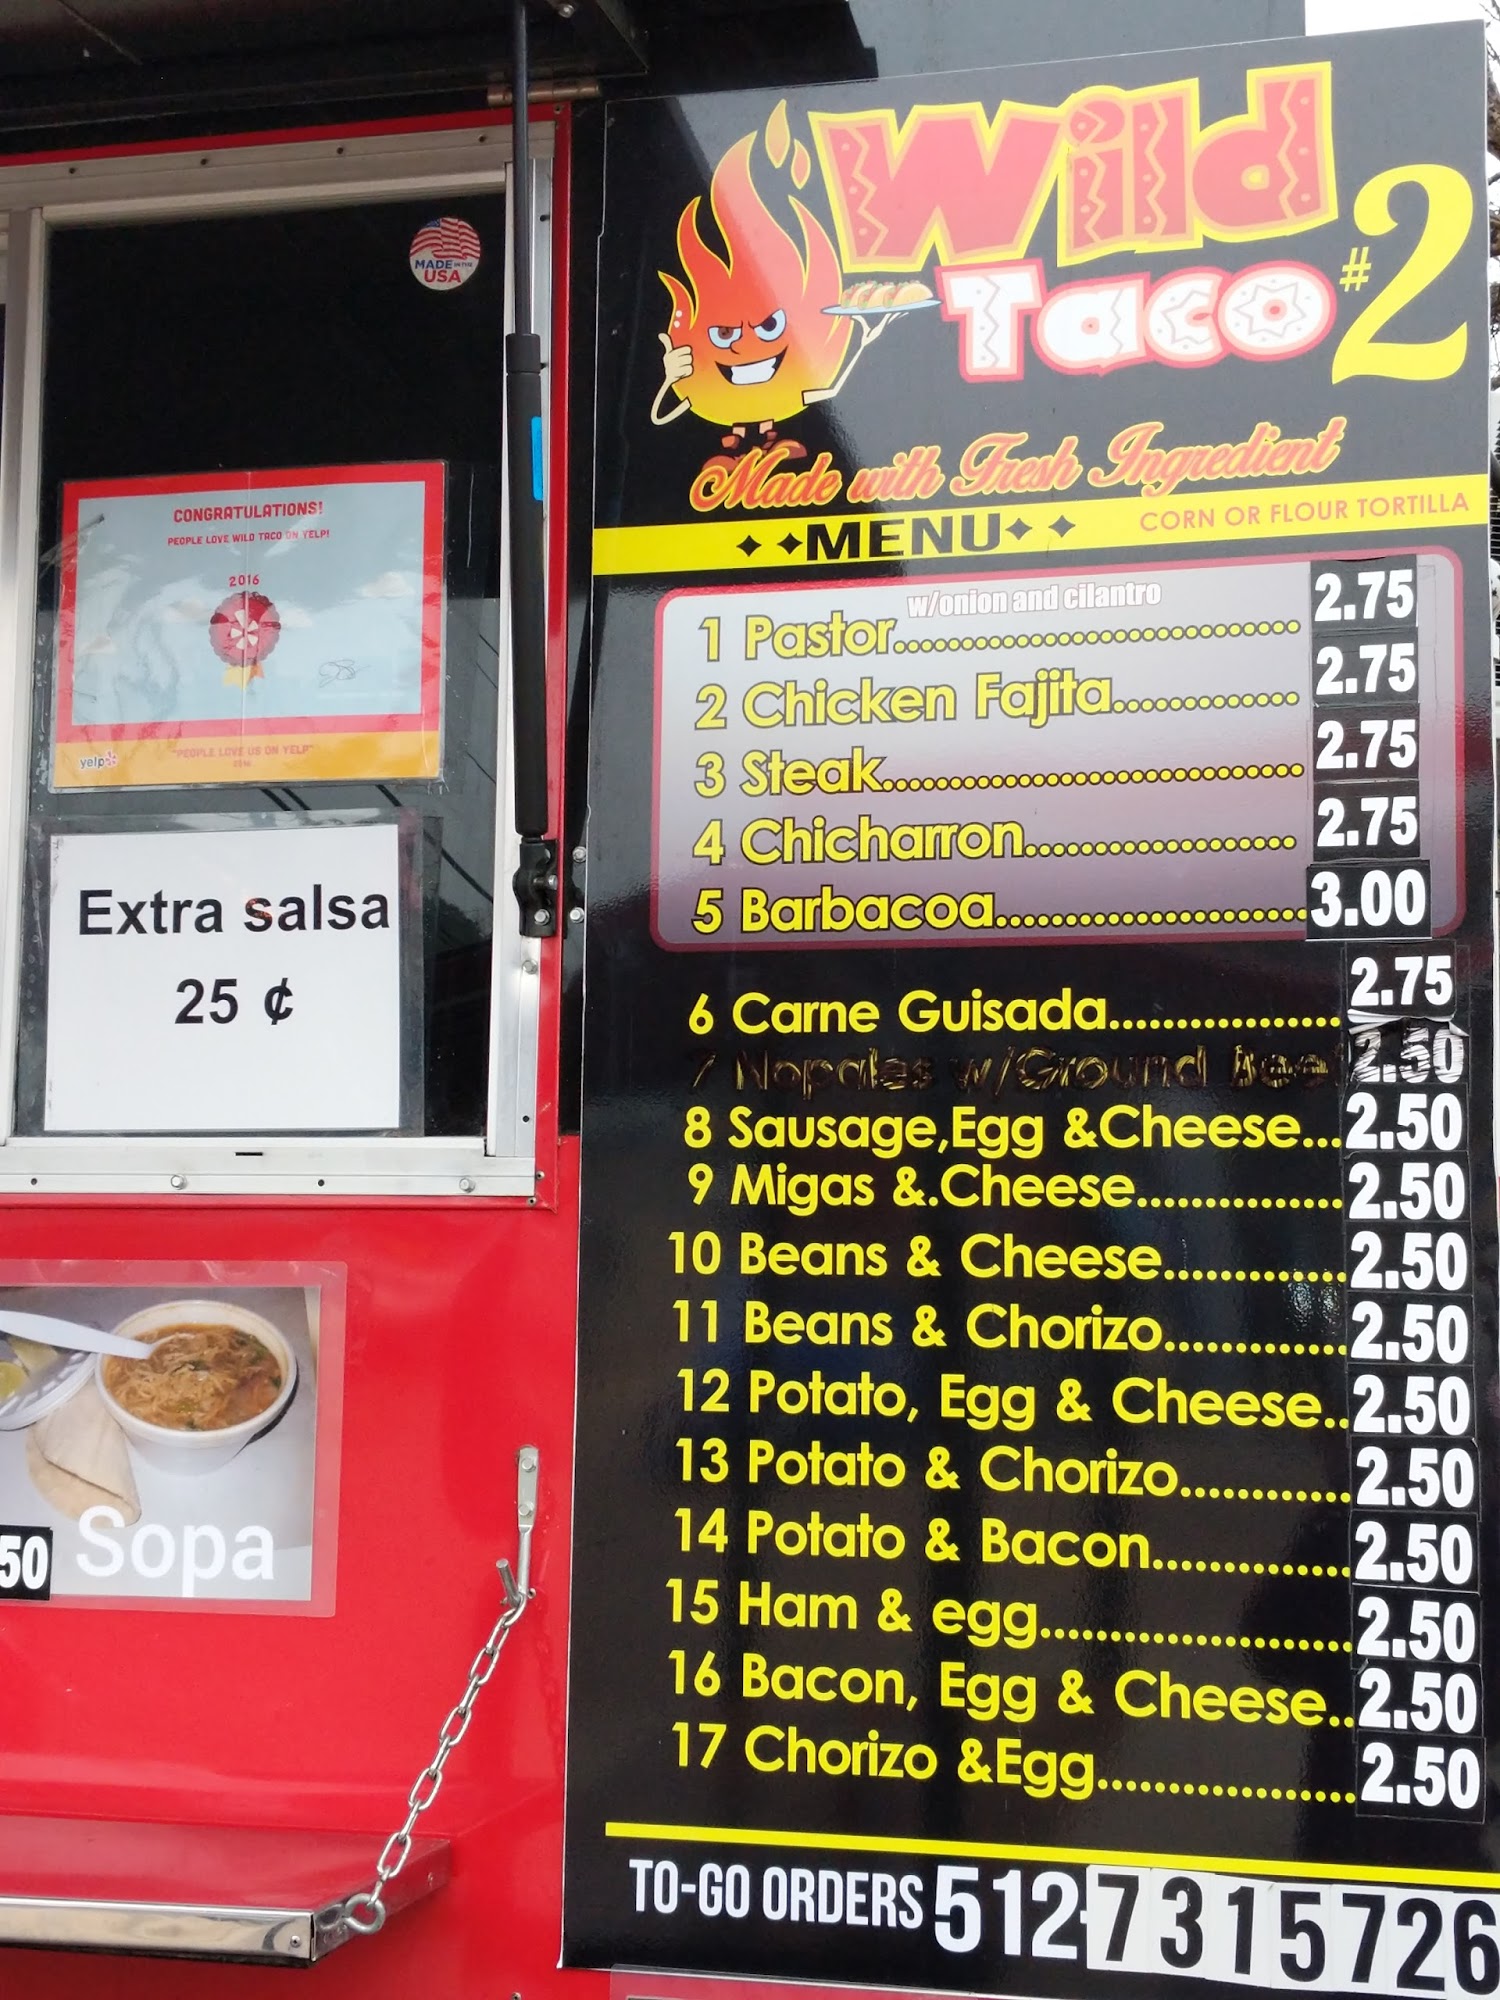 MADE IN THE
USA
CONGRATULATIONS!
PEOPLE LOVE WILD TACO ON YELP!
2016
yelp
"PEOPLE LOVE US ON YELP"
2016
Extra salsa
25 ¢
50 Sopa
Wild
Taco #2
Made with Fresh Ingredient
MENU CORN OR FLOUR TORTILLA
w/onion and cilantro
1 Pastor.............................. 2.75
2 Chicken Fajita............. 2.75
3 Steak............................... 2.75
4 Chicharron.................... 2.75
5 Barbacoa.......................3.00
6 Carne Guisada................. 2.75
7 Nopales w/Ground Beef 2.50
8 Sausage,Egg &Cheese...2.50
9 Migas &.Cheese...............2.50
10 Beans & Cheese.............2.50
11 Beans & Chorizo.............2.50
12 Potato, Egg & Cheese..2.50
13 Potato & Chorizo............2.50
14 Potato & Bacon..............2.50
15 Ham & egg......................2.50
16 Bacon, Egg & Cheese..2.50
17 Chorizo &Egg...................2.50
TO-GO ORDERS 512-7315726